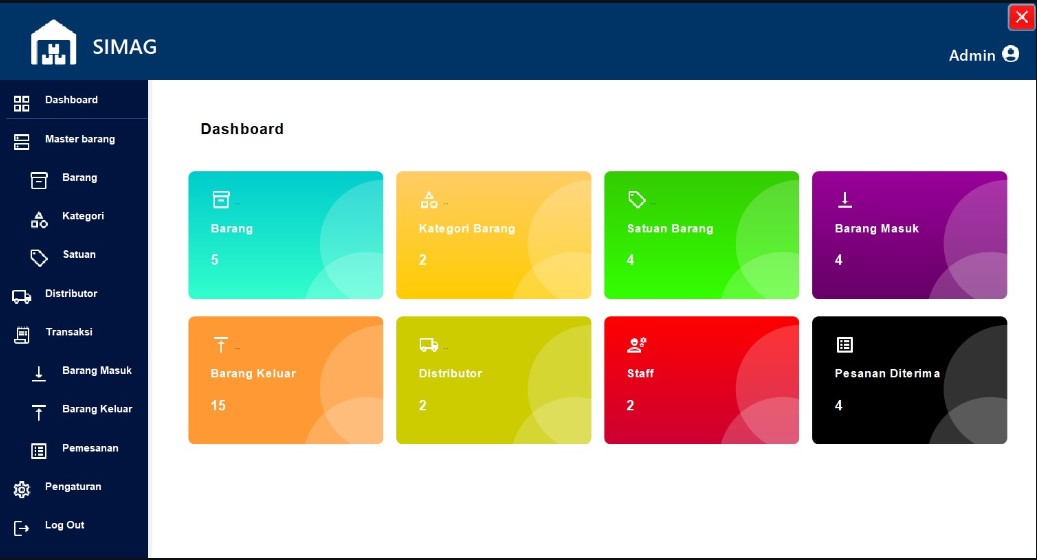 SIMAG
Admin
Dashboard
Master barang
Barang
Kategori
Satuan
Distributor
Transaksi
Barang Masuk
Barang Keluar
Pemesanan
Pengaturan
Log Out
Dashboard
Barang
5
Kategori Barang
2
Satuan Barang
4
Barang Masuk
4
Barang Keluar
15
Distributor
2
Staff
2
Pesanan Diterima
4